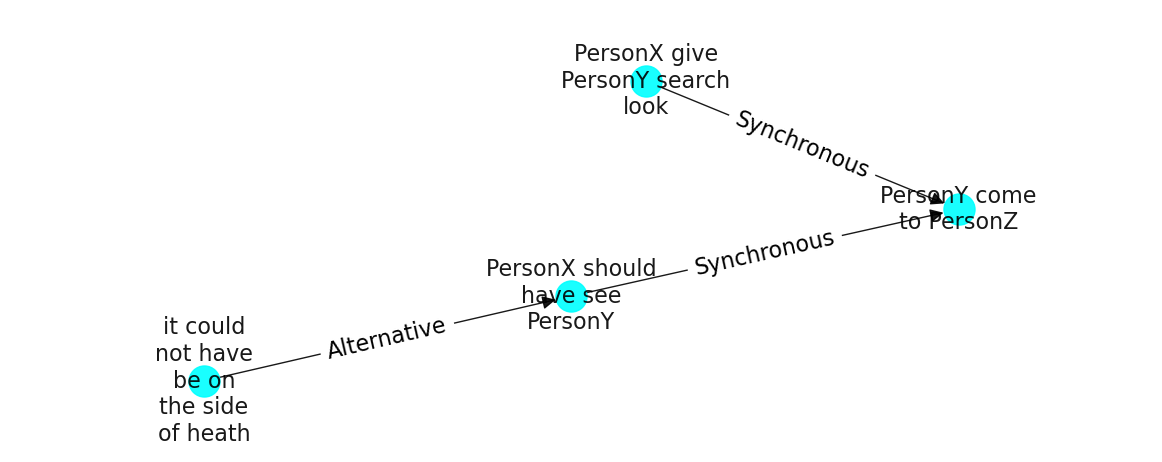 PersonX give
PersonY search
look
Synchronous
PersonY come
to PersonZ
Synchronous
PersonX should
have see
PersonY
Alternative
it could
not have
be on
the side
of heath